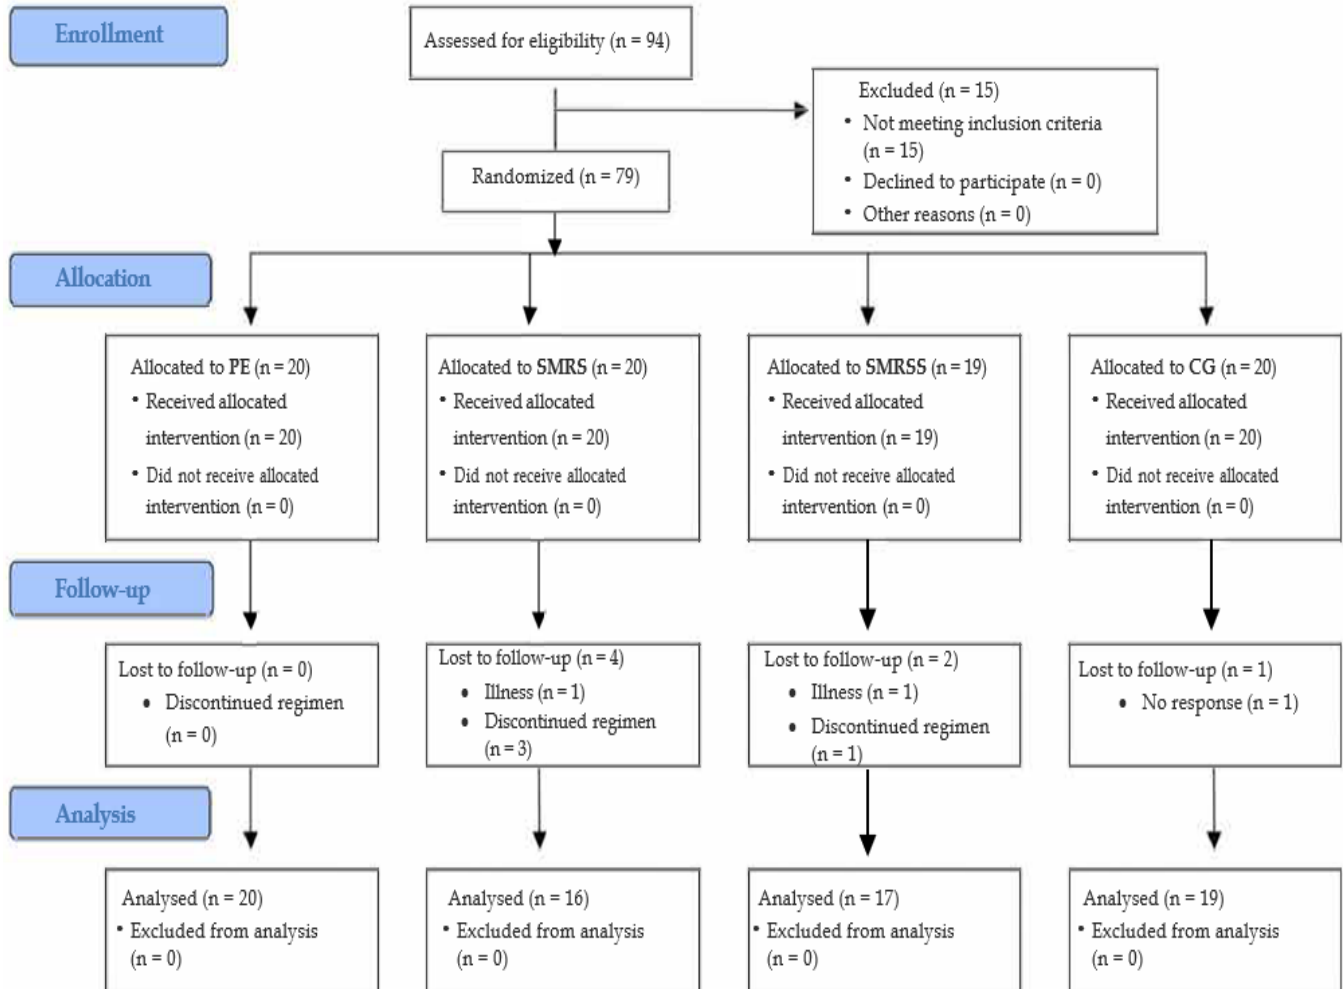 Enrollment
Assessed for eligibility (n = 94)
Excluded (n = 15)
• Not meeting inclusion criteria
(n = 15)
• Declined to participate (n = 0)
• Other reasons (n = 0)
Randomized (n = 79)
Allocation
Allocated to PE (n = 20)
• Received allocated
intervention (n = 20)
• Did not receive allocated
intervention (n = 0)
Allocated to SMRS (n = 20)
• Received allocated
intervention (n = 20)
• Did not receive allocated
intervention (n = 0)
Allocated to SMRSS (n = 19)
• Received allocated
intervention (n = 19)
• Did not receive allocated
intervention (n = 0)
Allocated to CG (n = 20)
• Received allocated
intervention (n = 20)
• Did not receive allocated
intervention (n = 0)
Follow-up
Lost to follow-up (n = 0)
• Discontinued regimen
(n = 0)
Lost to follow-up (n = 4)
• Illness (n = 1)
• Discontinued regimen
(n = 3)
Lost to follow-up (n = 2)
• Illness (n = 1)
• Discontinued regimen
(n = 1)
Lost to follow-up (n = 1)
• No response (n = 1)
Analysis
Analysed (n = 20)
• Excluded from analysis
(n = 0)
Analysed (n = 16)
• Excluded from analysis
(n = 0)
Analysed (n = 17)
• Excluded from analysis
(n = 0)
Analysed (n = 19)
• Excluded from analysis
(n = 0)